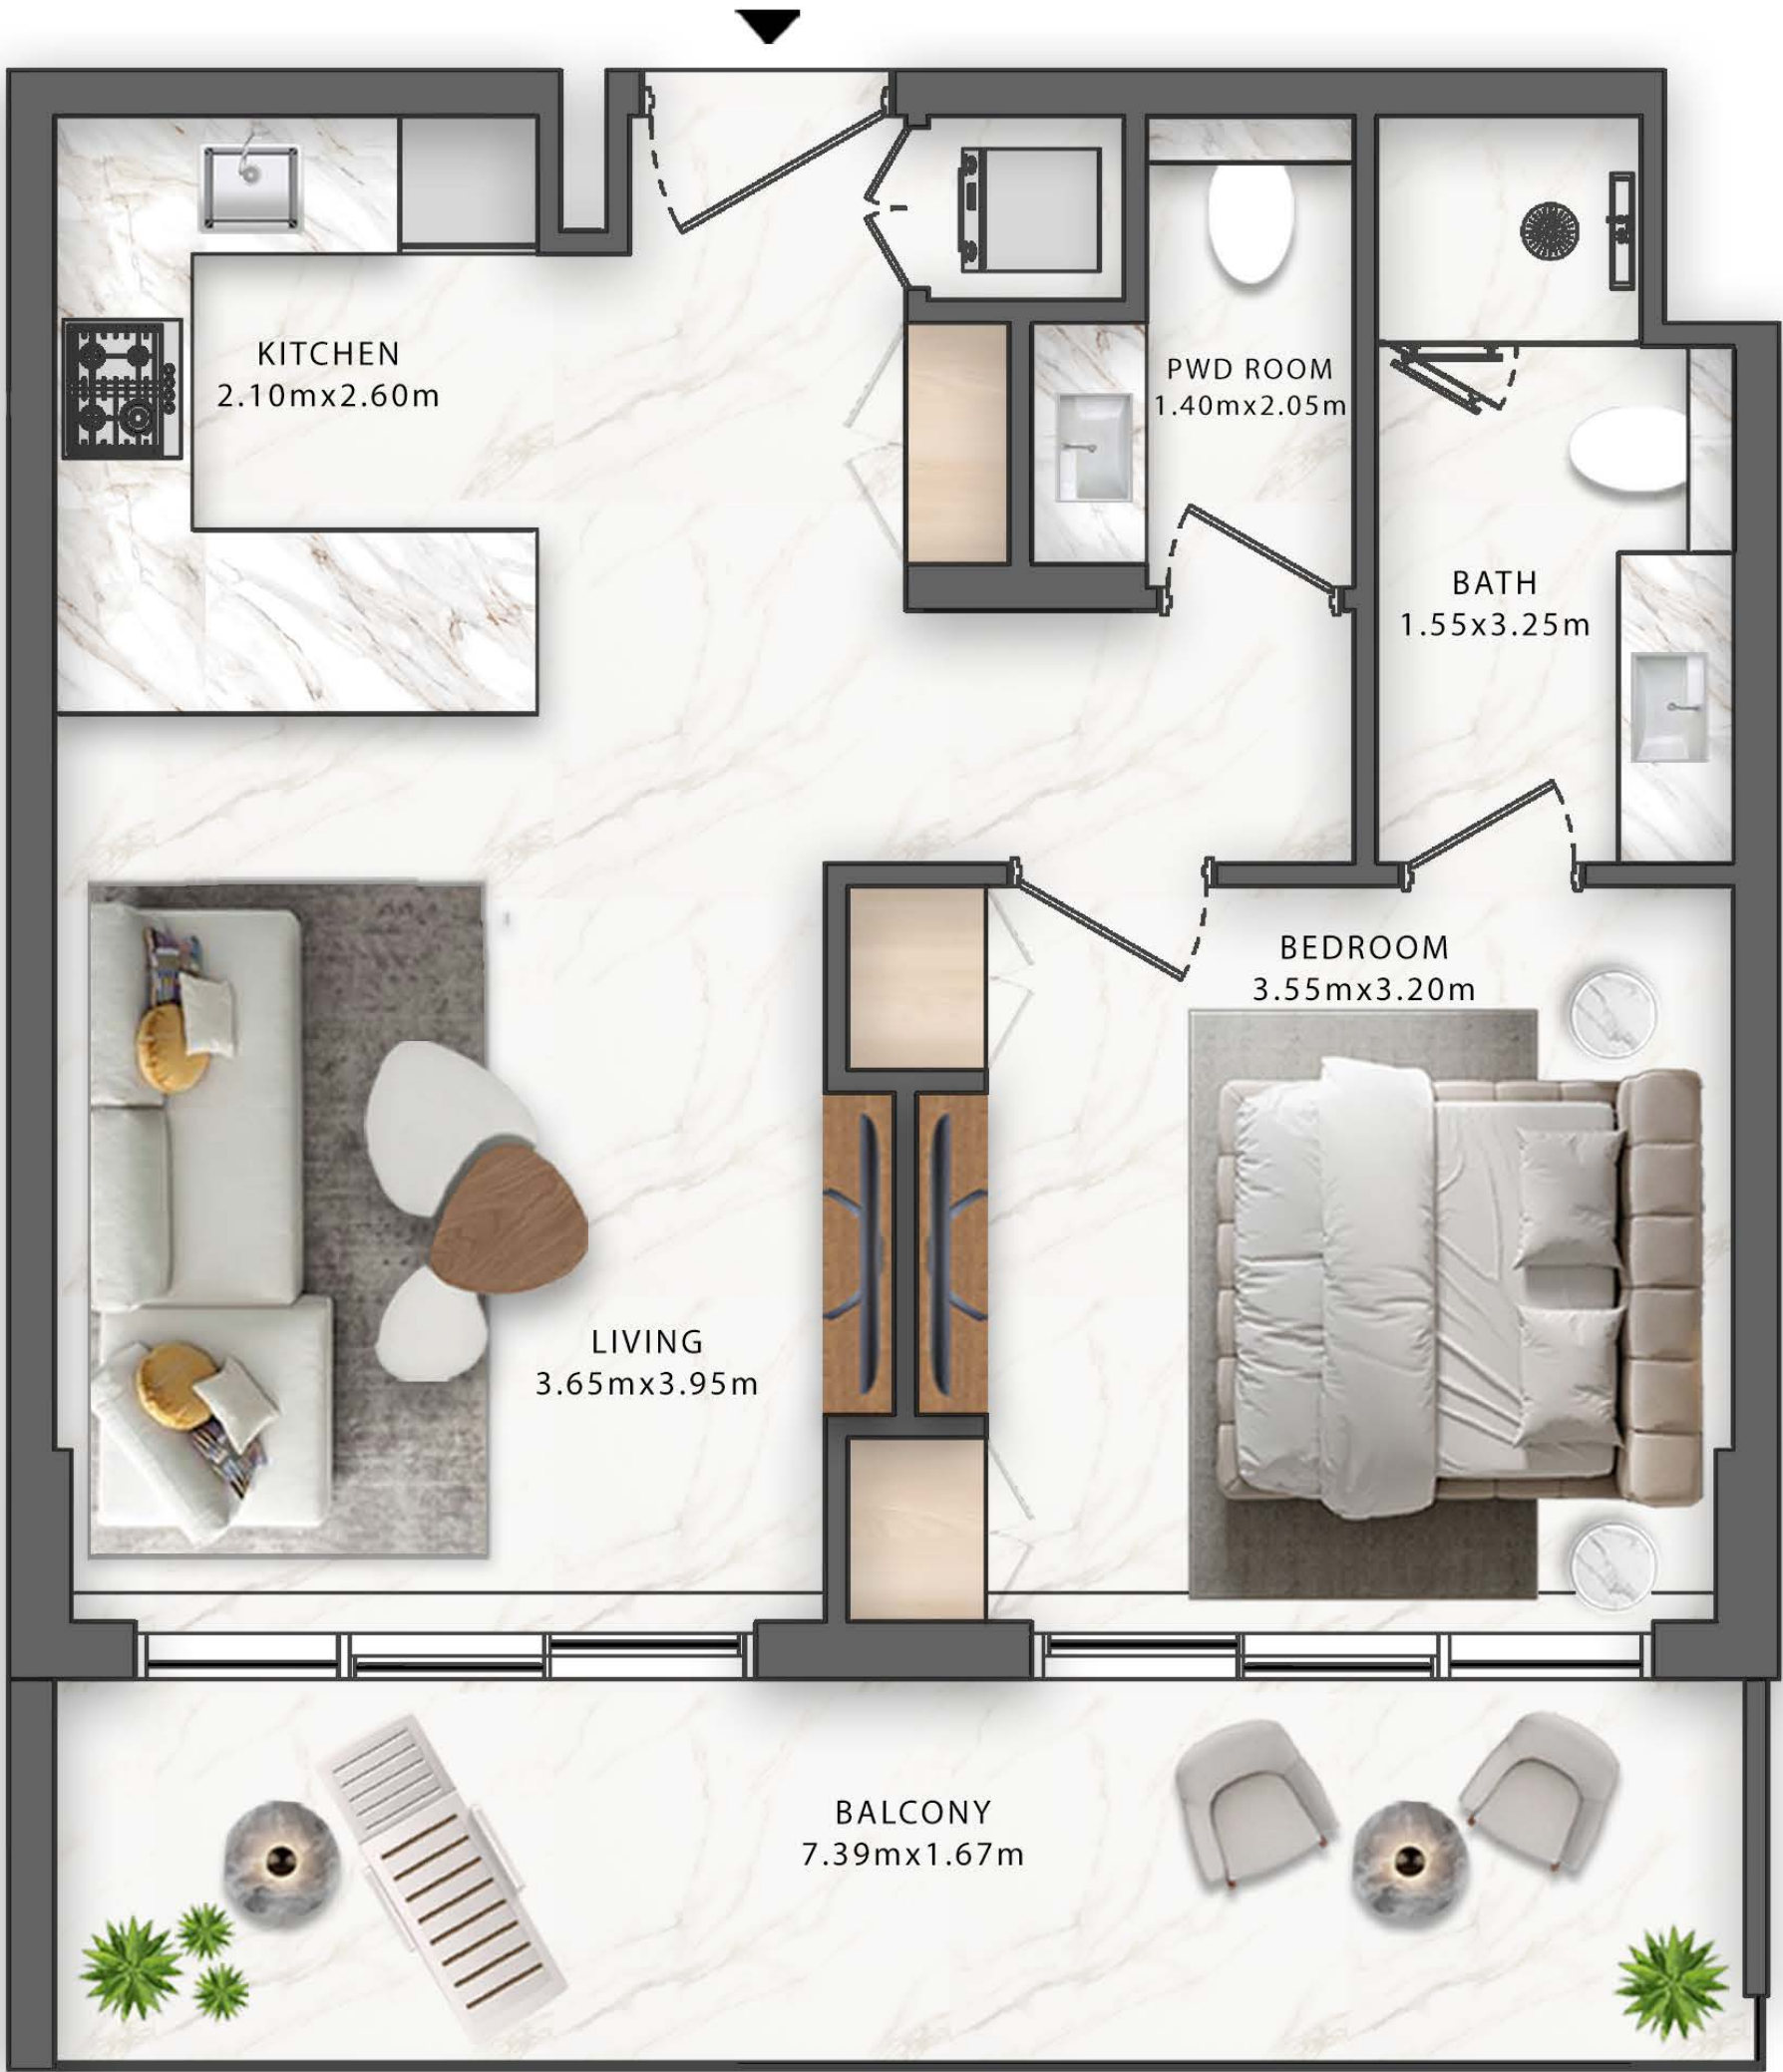 KITCHEN
2.10mx2.60m
PWD ROOM
1.40mx2.05m
BATH
1.55x3.25m
BEDROOM
3.55mx3.20m
LIVING
3.65mx3.95m
BALCONY
7.39mx1.67m